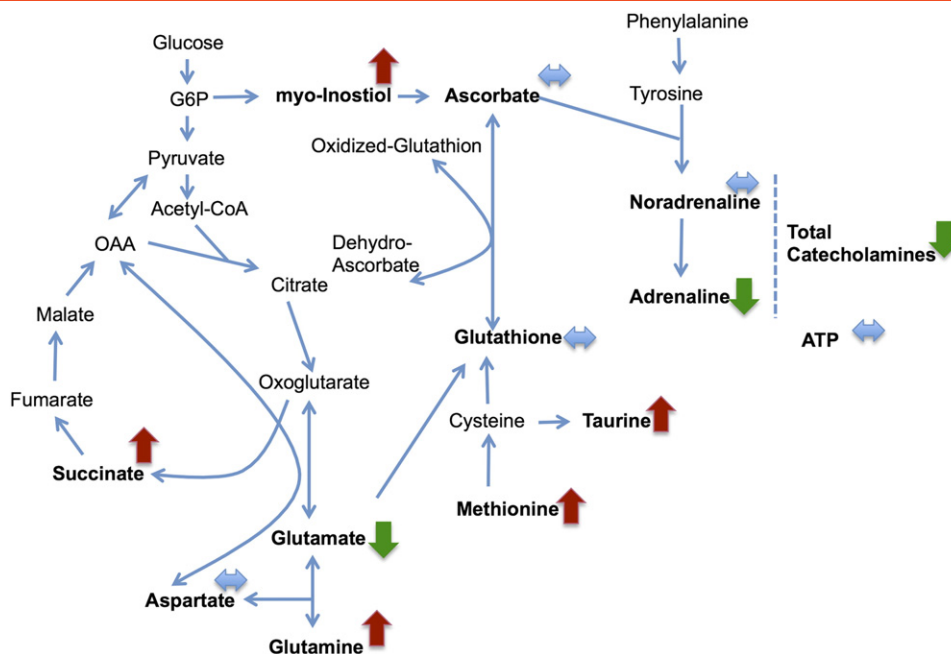 Phenylalanine
Glucose
G6P
myo-Inostiol
Ascorbate
Tyrosine
Oxidized-Glutathion
Pyruvate
Acetyl-CoA
Noradrenaline
OAA
Dehydro-
Ascorbate
Total
Catecholamines
Citrate
Adrenaline
Malate
Glutathione
ATP
Oxoglutarate
Fumarate
Cysteine
Taurine
Succinate
Methionine
Glutamate
Aspartate
Glutamine